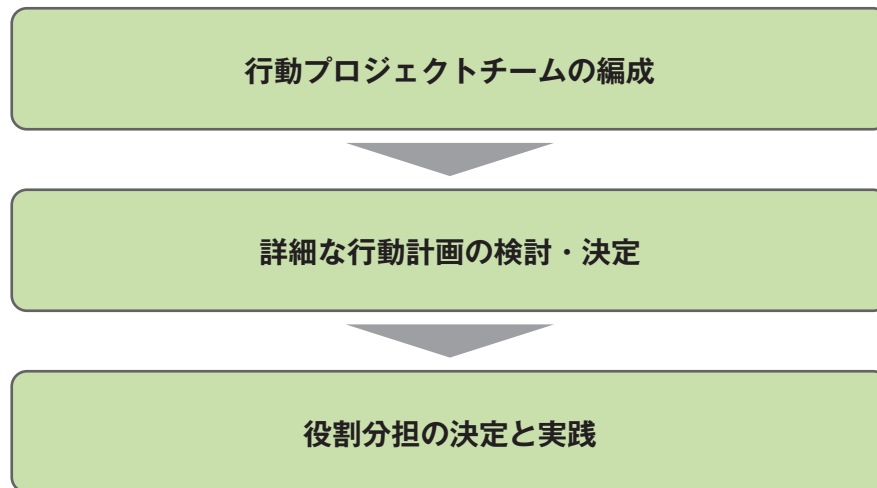 行動プロジェクトチームの編成
詳細な行動計画の検討・決定
役割分担の決定と実践